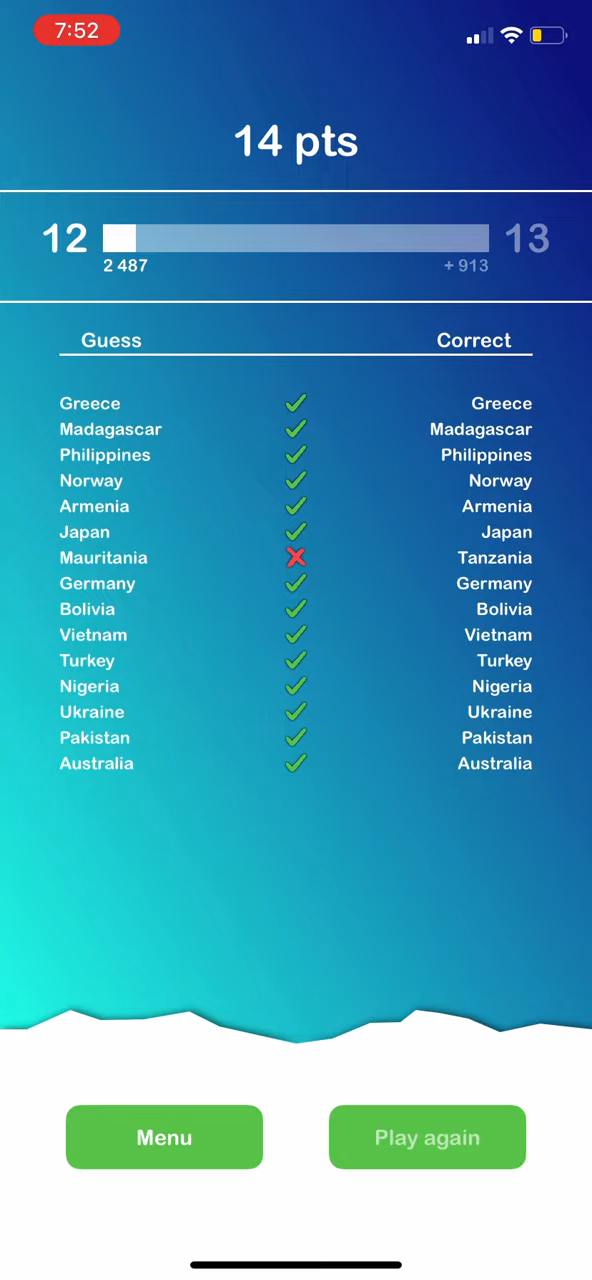 7:52
14 pts
12 13
2 487 + 913
Guess Correct
Greece Greece
Madagascar Madagascar
Philippines Philippines
Norway Norway
Armenia Armenia
Japan Japan
Mauritania Tanzania
Germany Germany
Bolivia Bolivia
Vietnam Vietnam
Turkey Turkey
Nigeria Nigeria
Ukraine Ukraine
Pakistan Pakistan
Australia Australia
Menu Play again